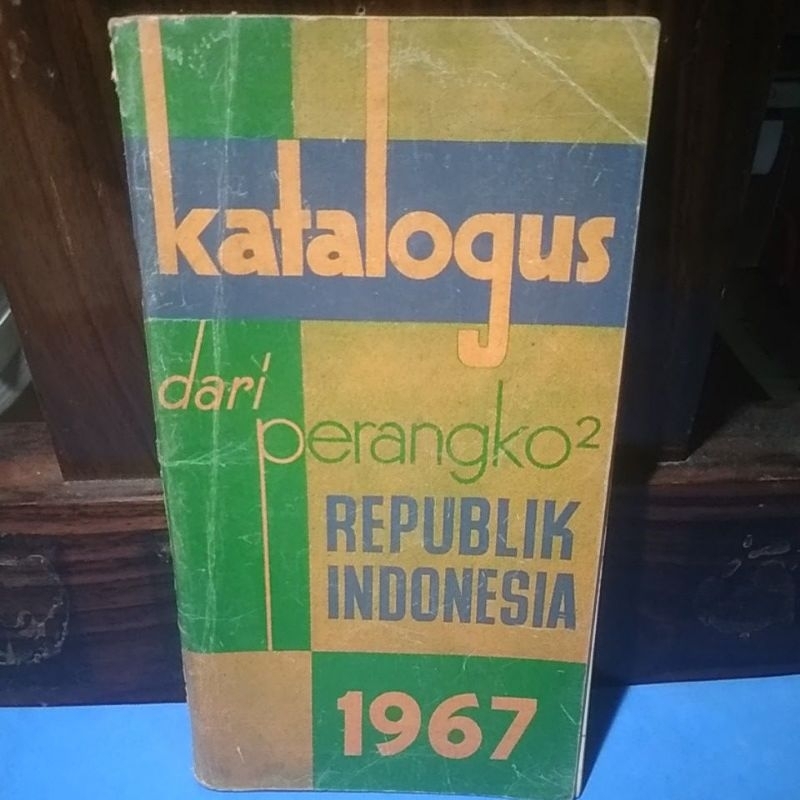 katalogus
dari
perangko2
REPUBLIK
INDONESIA
1967